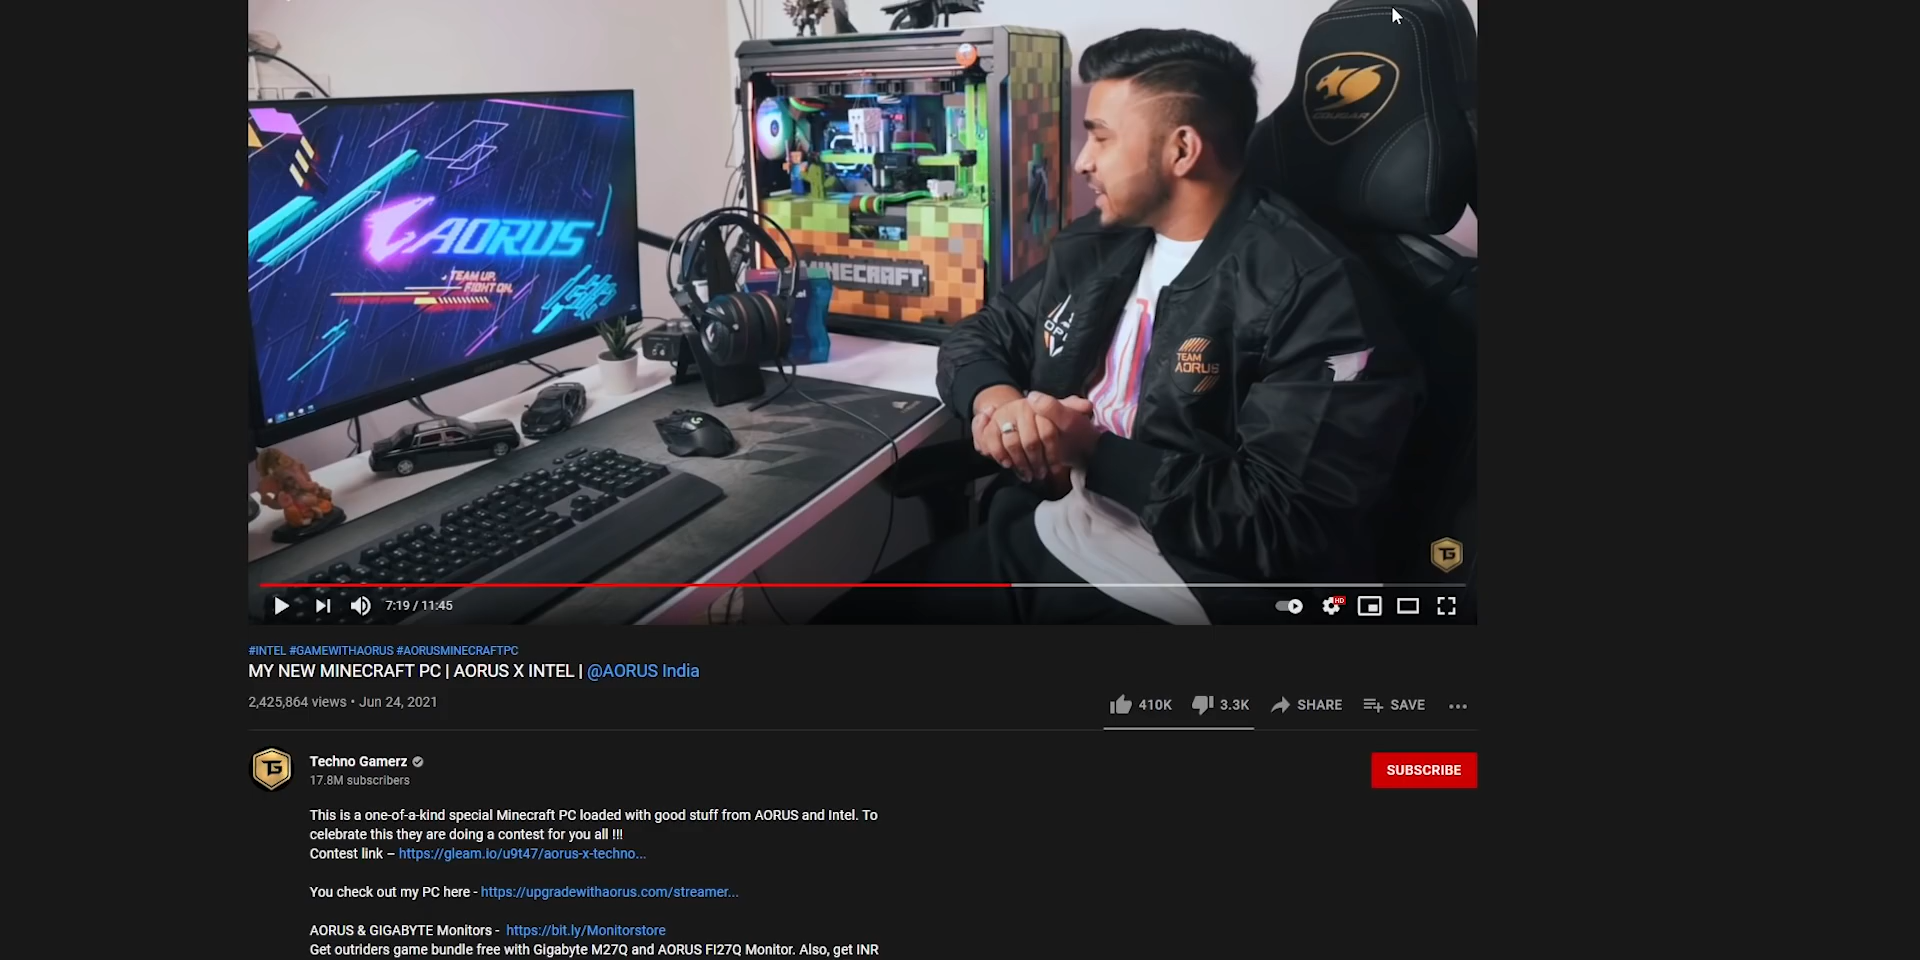 COUGAR
AORUS
TEAM UP.
FIGHT ON.
MINECRAFT
TEAM
AORUS
TG
7:19 / 11:45
HD
#INTEL #GAMEWITHAORUS #AORUSMINECRAFTPC
MY NEW MINECRAFT PC | AORUS X INTEL | @AORUS India
2,425,864 views • Jun 24, 2021
410K 3.3K SHARE SAVE
TG
Techno Gamerz
17.8M subscribers
SUBSCRIBE
This is a one-of-a-kind special Minecraft PC loaded with good stuff from AORUS and Intel. To
celebrate this they are doing a contest for you all !!!
Contest link – https://gleam.io/u9t47/aorus-x-techno...
You check out my PC here - https://upgradewithaorus.com/streamer...
AORUS & GIGABYTE Monitors - https://bit.ly/Monitorstore
Get outriders game bundle free with Gigabyte M27Q and AORUS FI27Q Monitor. Also, get INR